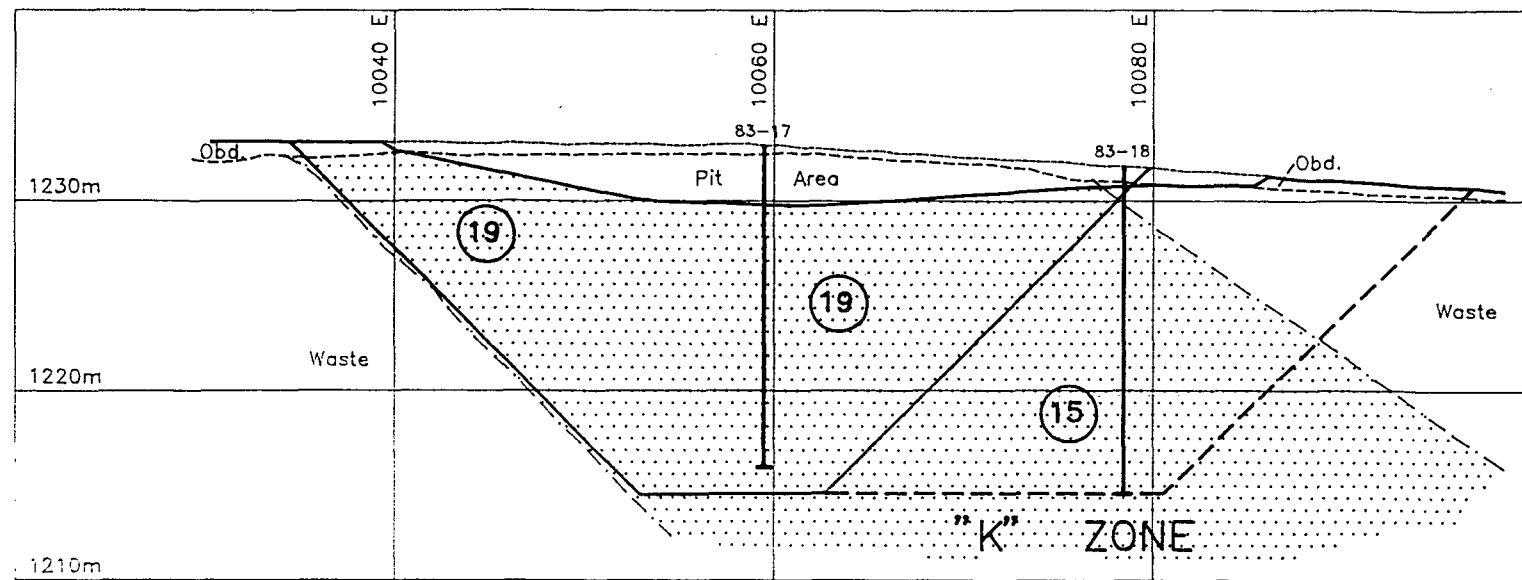 10040 E
10060 E
10080 E
83-17
83-18
Obd.
Pit Area
Obd.
1230m
19
19
Waste
Waste
1220m
15
"K" ZONE
1210m